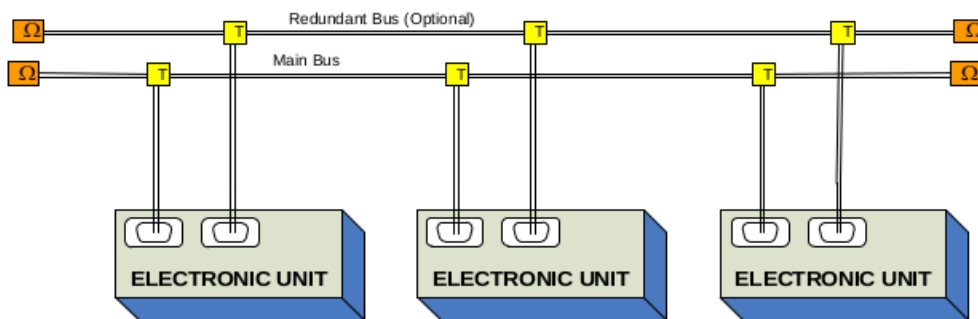 Redundant Bus (Optional)
Ω T T T Ω
Main Bus
Ω T T T Ω
ELECTRONIC UNIT ELECTRONIC UNIT ELECTRONIC UNIT